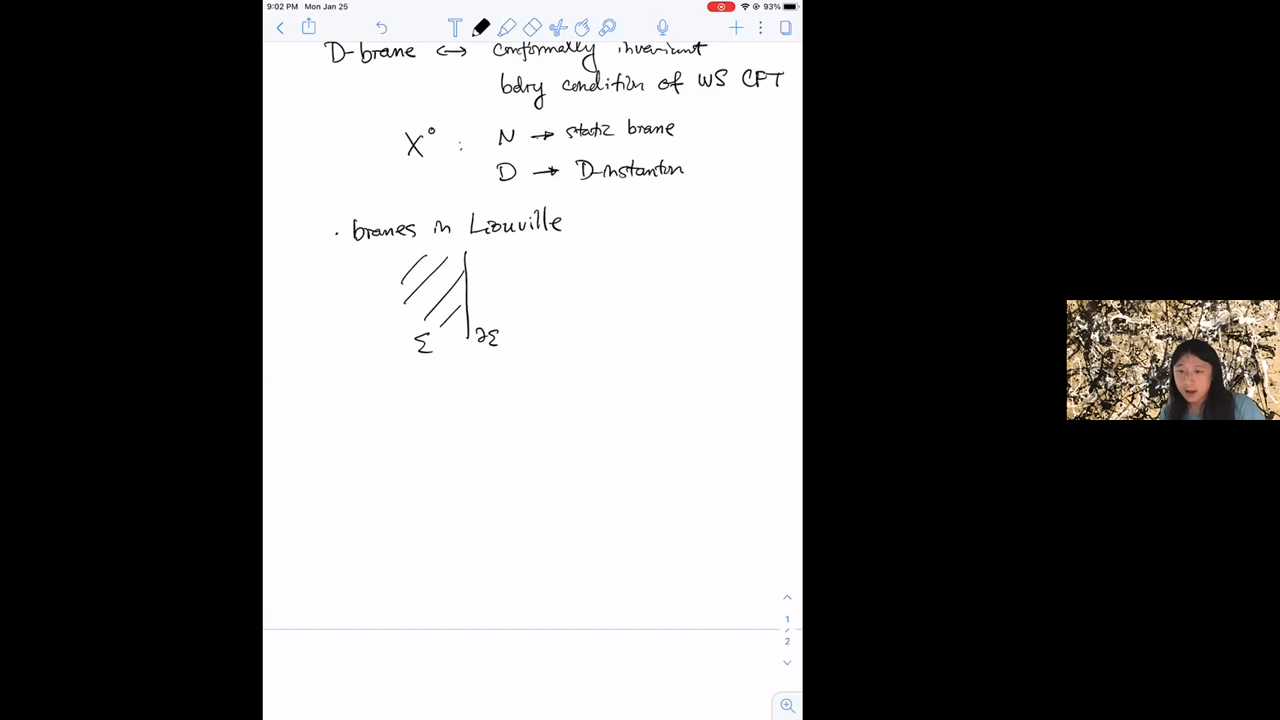 9:02 PM Mon Jan 25
93%
D-brane ↔ conformally invariant
bdry condition of WS CFT
X⁰ : N → static brane
D → D-instanton
· branes in Liouville
Σ ∂Σ
1
2